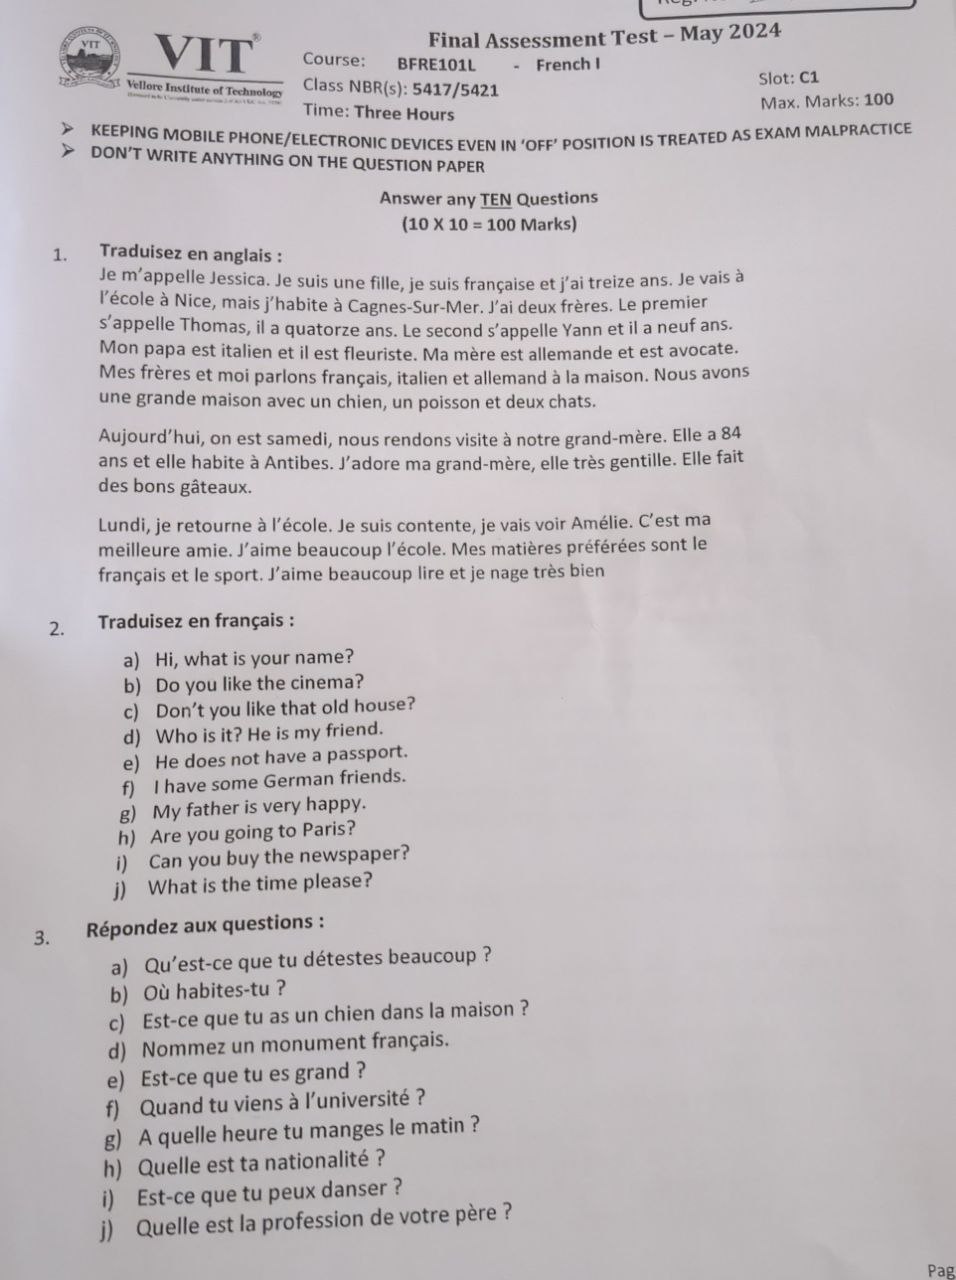 VIT
VIT®
Vellore Institute of Technology
Final Assessment Test – May 2024
Course: BFRE101L - French I
Class NBR(s): 5417/5421
Slot: C1
Time: Three Hours
Max. Marks: 100
➤ KEEPING MOBILE PHONE/ELECTRONIC DEVICES EVEN IN ‘OFF’ POSITION IS TREATED AS EXAM MALPRACTICE
➤ DON’T WRITE ANYTHING ON THE QUESTION PAPER
Answer any TEN Questions
(10 X 10 = 100 Marks)
1. Traduisez en anglais :
Je m’appelle Jessica. Je suis une fille, je suis française et j’ai treize ans. Je vais à
l’école à Nice, mais j’habite à Cagnes-Sur-Mer. J’ai deux frères. Le premier
s’appelle Thomas, il a quatorze ans. Le second s’appelle Yann et il a neuf ans.
Mon papa est italien et il est fleuriste. Ma mère est allemande et est avocate.
Mes frères et moi parlons français, italien et allemand à la maison. Nous avons
une grande maison avec un chien, un poisson et deux chats.
Aujourd’hui, on est samedi, nous rendons visite à notre grand-mère. Elle a 84
ans et elle habite à Antibes. J’adore ma grand-mère, elle très gentille. Elle fait
des bons gâteaux.
Lundi, je retourne à l’école. Je suis contente, je vais voir Amélie. C’est ma
meilleure amie. J’aime beaucoup l’école. Mes matières préférées sont le
français et le sport. J’aime beaucoup lire et je nage très bien
2. Traduisez en français :
a) Hi, what is your name?
b) Do you like the cinema?
c) Don’t you like that old house?
d) Who is it? He is my friend.
e) He does not have a passport.
f) I have some German friends.
g) My father is very happy.
h) Are you going to Paris?
i) Can you buy the newspaper?
j) What is the time please?
3. Répondez aux questions :
a) Qu’est-ce que tu détestes beaucoup ?
b) Où habites-tu ?
c) Est-ce que tu as un chien dans la maison ?
d) Nommez un monument français.
e) Est-ce que tu es grand ?
f) Quand tu viens à l’université ?
g) A quelle heure tu manges le matin ?
h) Quelle est ta nationalité ?
i) Est-ce que tu peux danser ?
j) Quelle est la profession de votre père ?
Pag